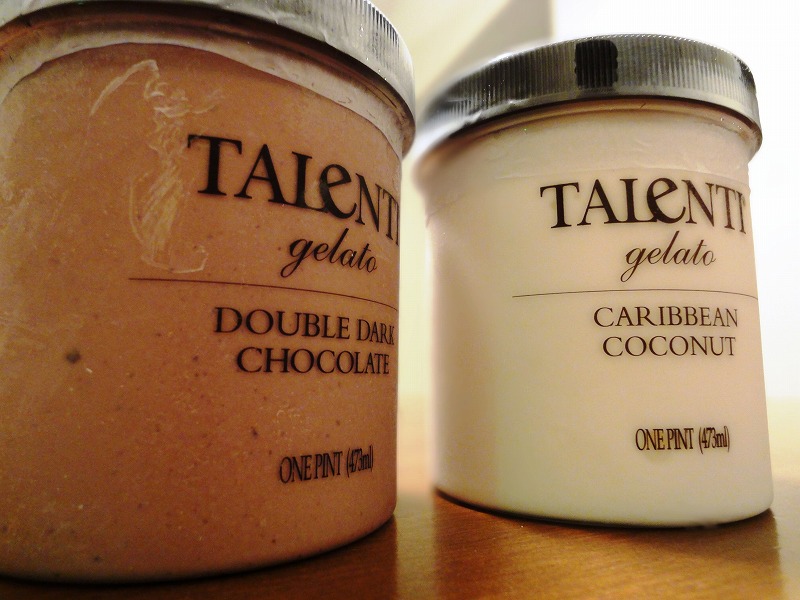 TALeNTI
gelato
DOUBLE DARK
CHOCOLATE
ONE PINT (473ml)
TALeNTI
gelato
CARIBBEAN
COCONUT
ONE PINT (473ml)